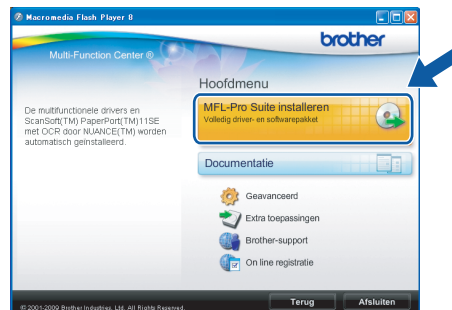 Macromedia Flash Player 8
brother
Multi-Function Center ®
Hoofdmenu
De multifunctionele drivers en
ScanSoft(TM) PaperPort(TM)11SE
met OCR door NUANCE(TM) worden
automatisch geïnstalleerd.
MFL-Pro Suite installeren
Volledig driver- en softwarepakket
Documentatie
Geavanceerd
Extra toepassingen
Brother-support
On line registratie
© 2001-2009 Brother Industries, Ltd. All Rights Reserved.
Terug
Afsluiten